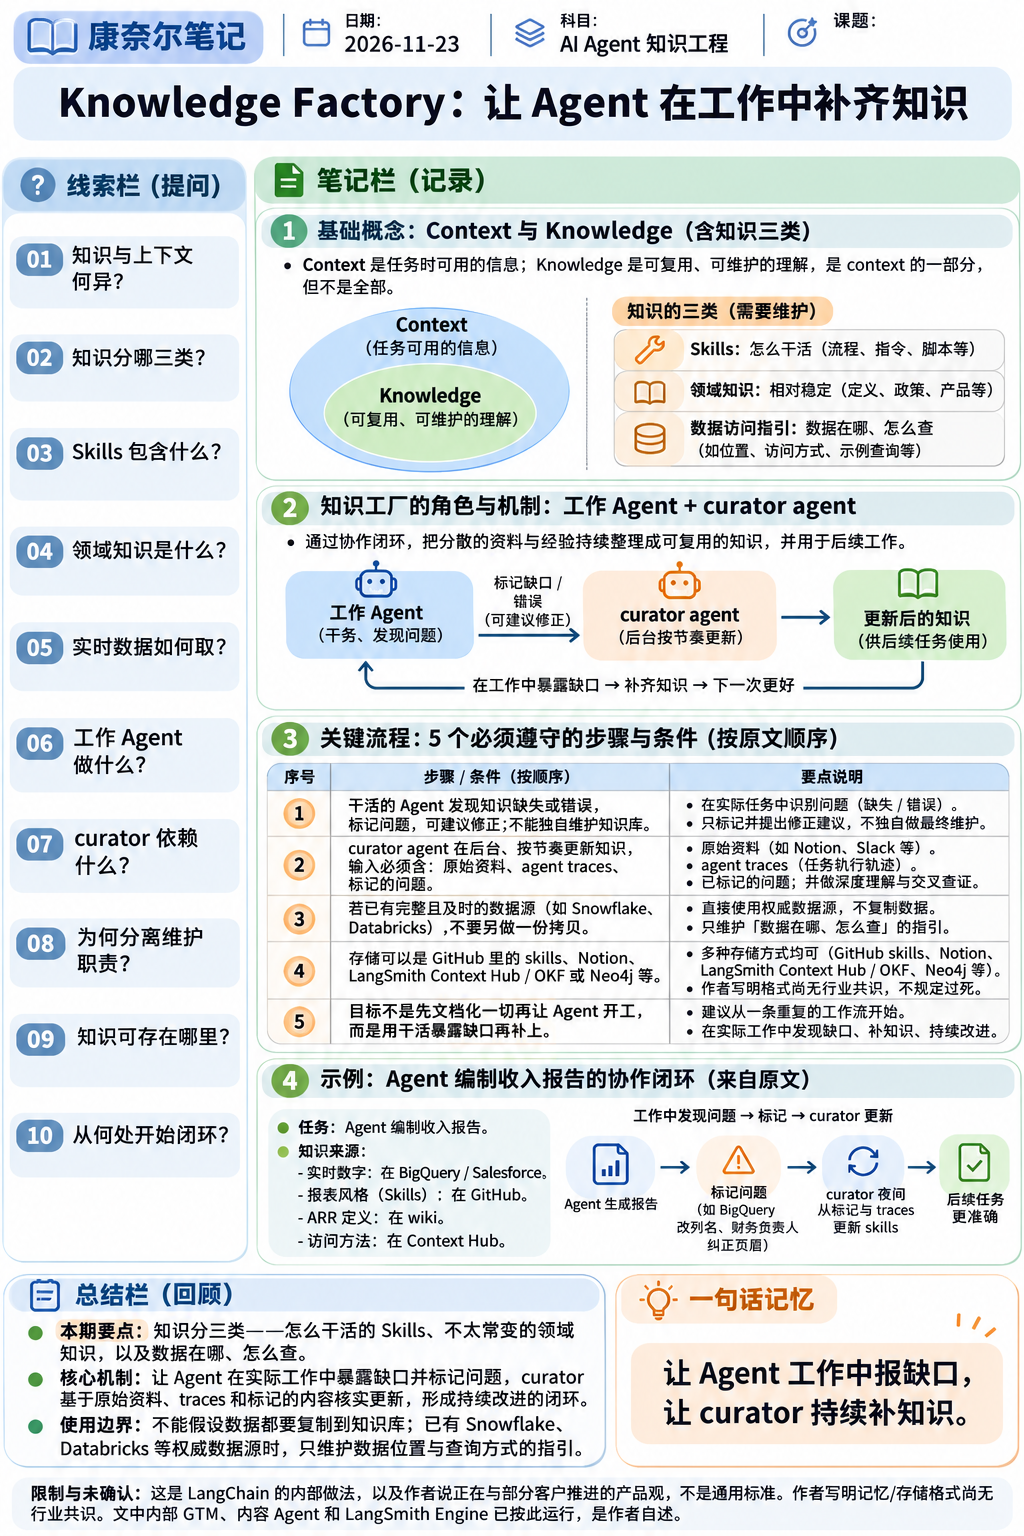 康奈尔笔记
日期：
2026-11-23
科目：
AI Agent 知识工程
课题：
Knowledge Factory：让 Agent 在工作中补齐知识
? 线索栏（提问）
01 知识与上下文
何异？
02 知识分哪三类？
03 Skills 包含什么？
04 领域知识是什么？
05 实时数据如何取？
06 工作 Agent
做什么？
07 curator 依赖
什么？
08 为何分离维护
职责？
09 知识可存在哪里？
10 从何处开始闭环？
笔记栏（记录）
1 基础概念：Context 与 Knowledge（含知识三类）
• Context 是任务时可用的信息；Knowledge 是可复用、可维护的理解，是 context 的一部分，
但不是全部。
Context
（任务可用的信息）
Knowledge
（可复用、可维护的理解）
知识的三类（需要维护）
Skills：怎么干活（流程、指令、脚本等）
领域知识：相对稳定（定义、政策、产品等）
数据访问指引：数据在哪、怎么查
（如位置、访问方式、示例查询等）
2 知识工厂的角色与机制：工作 Agent + curator agent
• 通过协作闭环，把分散的资料与经验持续整理成可复用的知识，并用于后续工作。
工作 Agent
（干务、发现问题）
标记缺口 /
错误
（可建议修正）
curator agent
（后台按节奏更新）
更新后的知识
（供后续任务使用）
在工作中暴露缺口 → 补齐知识 → 下一次更好
3 关键流程：5 个必须遵守的步骤与条件（按原文顺序）
序号 步骤 / 条件（按顺序） 要点说明
1 干活的 Agent 发现知识缺失或错误，
标记问题，可建议修正；不能独自维护知识库。
• 在实际任务中识别问题（缺失 / 错误）。
• 只标记并提出修正建议，不独自做最终维护。
2 curator agent 在后台、按节奏更新知识，
输入必须含：原始资料、agent traces、
标记的问题。
• 原始资料（如 Notion、Slack 等）。
• agent traces（任务执行轨迹）。
• 已标记的问题；并做深度理解与交叉查证。
3 若已有完整且及时的数据源（如 Snowflake、
Databricks），不要另做一份拷贝。
• 直接使用权威数据源，不复制数据。
• 只维护「数据在哪、怎么查」的指引。
4 存储可以是 GitHub 里的 skills、Notion、
LangSmith Context Hub / OKF 或 Neo4j 等。
• 多种存储方式均可（GitHub skills、Notion、
LangSmith Context Hub / OKF、Neo4j 等）。
• 作者写明格式尚无行业共识，不规定过死。
5 目标不是先文档化一切再让 Agent 开工，
而是用干活暴露缺口再补上。
• 建议从一条重复的工作流开始。
• 在实际工作中发现缺口、补知识、持续改进。
4 示例：Agent 编制收入报告的协作闭环（来自原文）
任务：Agent 编制收入报告。
知识来源：
- 实时数字：在 BigQuery / Salesforce。
- 报表风格（Skills）：在 GitHub。
- ARR 定义：在 wiki。
- 访问方法：在 Context Hub。
工作中发现问题 → 标记 → curator 更新
Agent 生成报告
标记问题
（如 BigQuery
改列名、财务负责人
纠正页眉）
curator 夜间
从标记与 traces
更新 skills
后续任务
更准确
总结栏（回顾）
本期要点：知识分三类——怎么干活的 Skills、不太常变的领域
知识，以及数据在哪、怎么查。
核心机制：让 Agent 在实际工作中暴露缺口并标记问题，curator
基于原始资料、traces 和标记的内容核实更新，形成持续改进的闭环。
使用边界：不能假设数据都要复制到知识库；已有 Snowflake、
Databricks 等权威数据源时，只维护数据位置与查询方式的指引。
一句话记忆
让 Agent 工作中报缺口，
让 curator 持续补知识。
限制与未确认：这是 LangChain 的内部做法，以及作者说正在与部分客户推进的产品观，不是通用标准。作者写明记忆/存储格式尚无
行业共识。文中内部 GTM、内容 Agent 和 LangSmith Engine 已按此运行，是作者自述。